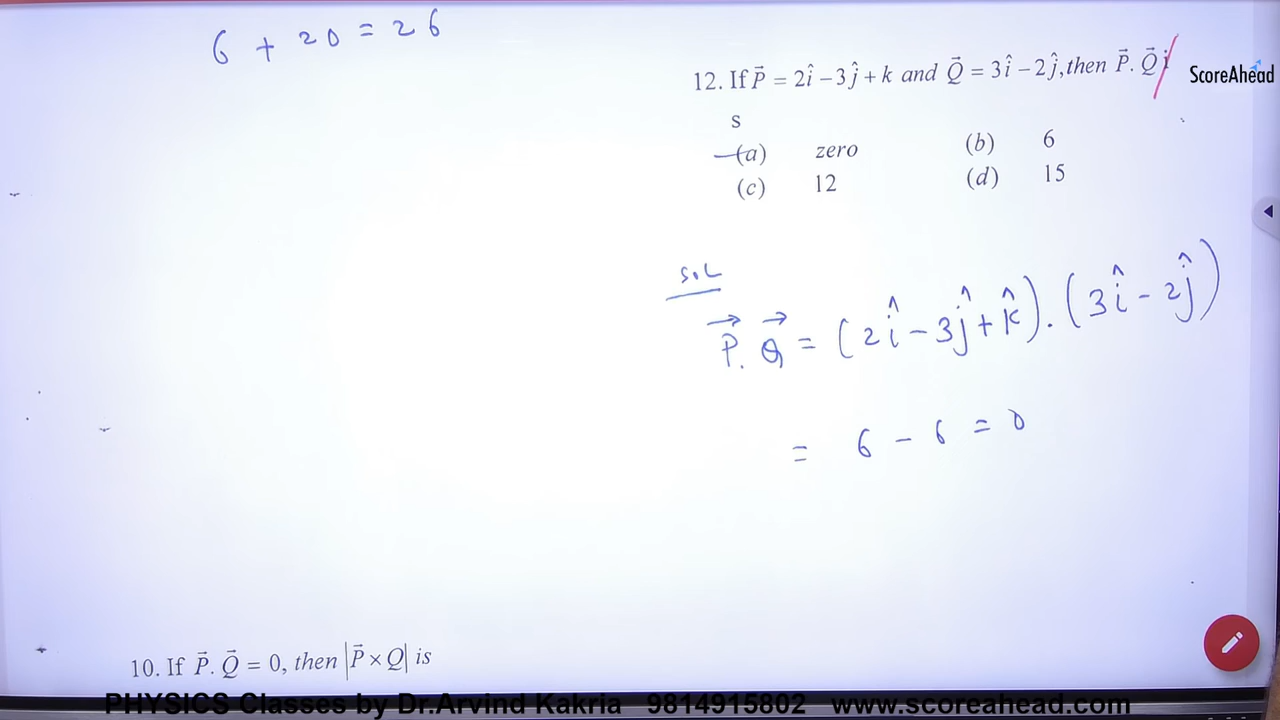 6 + 20 = 26
12. If P⃗ = 2î − 3ĵ + k and Q⃗ = 3î − 2ĵ, then P⃗. Q⃗ i
s
ScoreAhead
(a) zero (b) 6
(c) 12 (d) 15
Sol
P⃗. Q⃗ = (2î − 3ĵ + k̂). (3î − 2ĵ)
= 6 − 6 = 0
10. If P⃗. Q⃗ = 0, then |P⃗ × Q| is
PHYSICS Classes by Dr.Arvind Kakria 9814915802 www.scoreahead.com